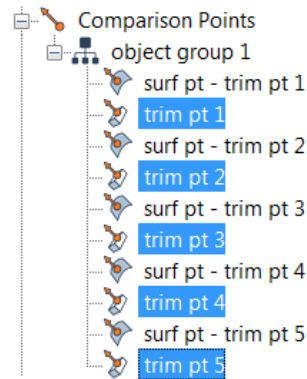 Comparison Points
object group 1
surf pt - trim pt 1
trim pt 1
surf pt - trim pt 2
trim pt 2
surf pt - trim pt 3
trim pt 3
surf pt - trim pt 4
trim pt 4
surf pt - trim pt 5
trim pt 5